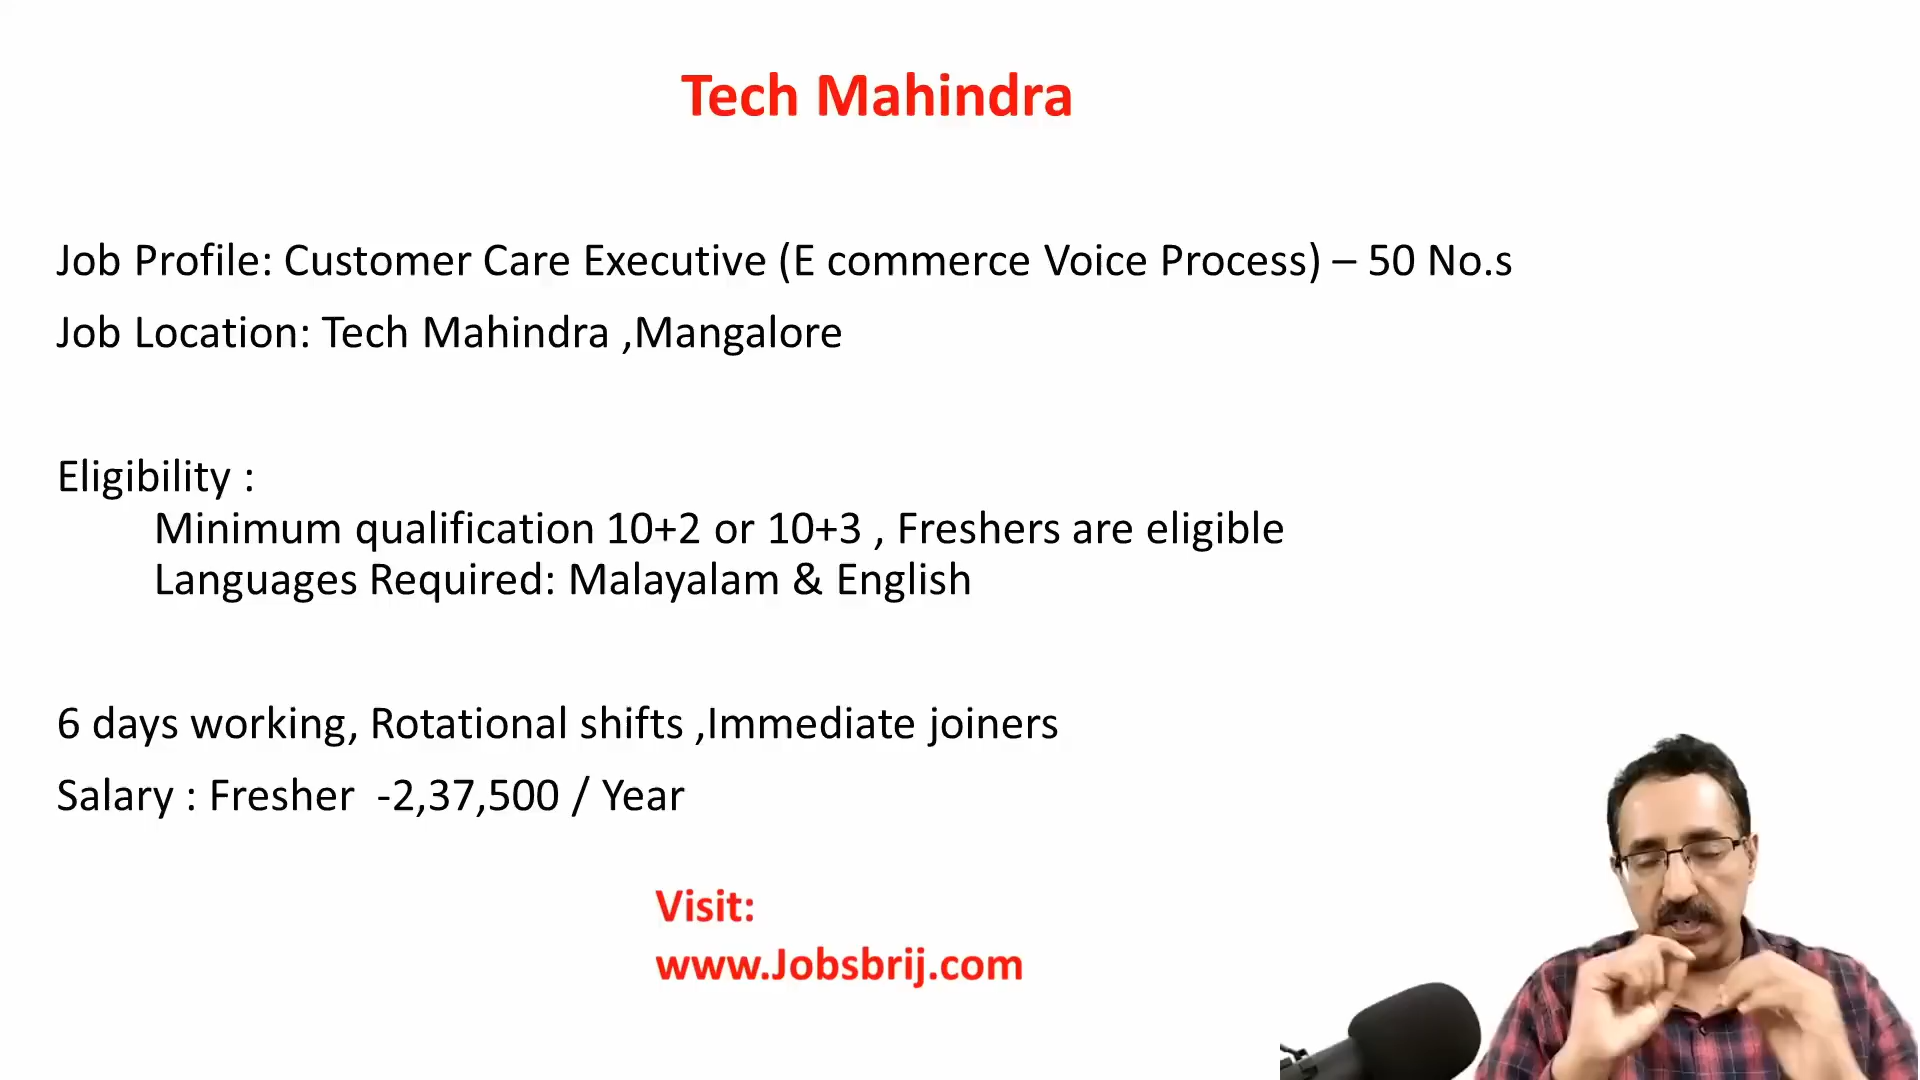 Tech Mahindra
Job Profile: Customer Care Executive (E commerce Voice Process) – 50 No.s
Job Location: Tech Mahindra ,Mangalore
Eligibility :
Minimum qualification 10+2 or 10+3 , Freshers are eligible
Languages Required: Malayalam & English
6 days working, Rotational shifts ,Immediate joiners
Salary : Fresher  -2,37,500 / Year
Visit:
www.Jobsbrij.com